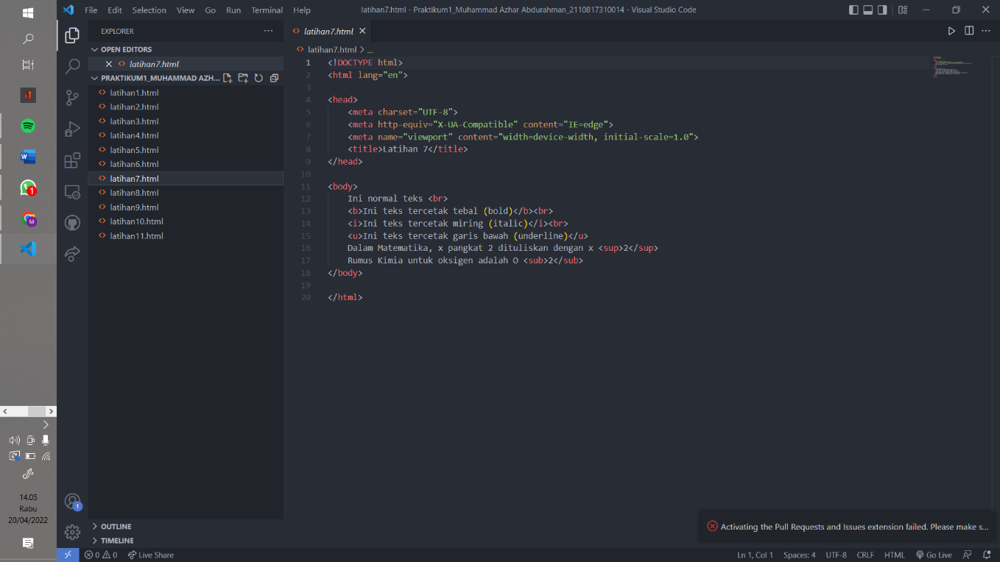 File Edit Selection View Go Run Terminal Help
latihan7.html - Praktikum1_Muhammad Azhar Abdurahman_2110817310014 - Visual Studio Code
EXPLORER
OPEN EDITORS
latihan7.html
PRAKTIKUM1_MUHAMMAD AZH...
latihan1.html
latihan2.html
latihan3.html
latihan4.html
latihan5.html
latihan6.html
latihan7.html
latihan8.html
latihan9.html
latihan10.html
latihan11.html
OUTLINE
TIMELINE
latihan7.html
latihan7.html > ...
1 <!DOCTYPE html>
2 <html lang="en">
3
4 <head>
5 <meta charset="UTF-8">
6 <meta http-equiv="X-UA-Compatible" content="IE=edge">
7 <meta name="viewport" content="width=device-width, initial-scale=1.0">
8 <title>Latihan 7</title>
9 </head>
10
11 <body>
12 Ini normal teks <br>
13 <b>Ini teks tercetak tebal (bold)</b><br>
14 <i>Ini teks tercetak miring (italic)</i><br>
15 <u>Ini teks tercetak garis bawah (underline)</u>
16 Dalam Matematika, x pangkat 2 dituliskan dengan x <sup>2</sup>
17 Rumus Kimia untuk oksigen adalah O <sub>2</sub>
18 </body>
19
20 </html>
Activating the Pull Requests and Issues extension failed. Please make s...
W
1
M
14.05
Rabu
20/04/2022
1
0 0 Live Share
Ln 1, Col 1 Spaces: 4 UTF-8 CRLF HTML Go Live